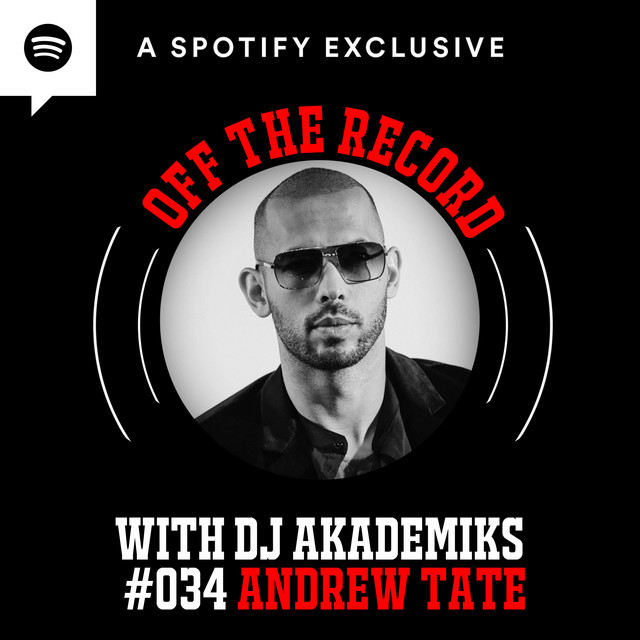 A SPOTIFY EXCLUSIVE
OFF THE RECORD
WITH DJ AKADEMIKS
#034 ANDREW TATE